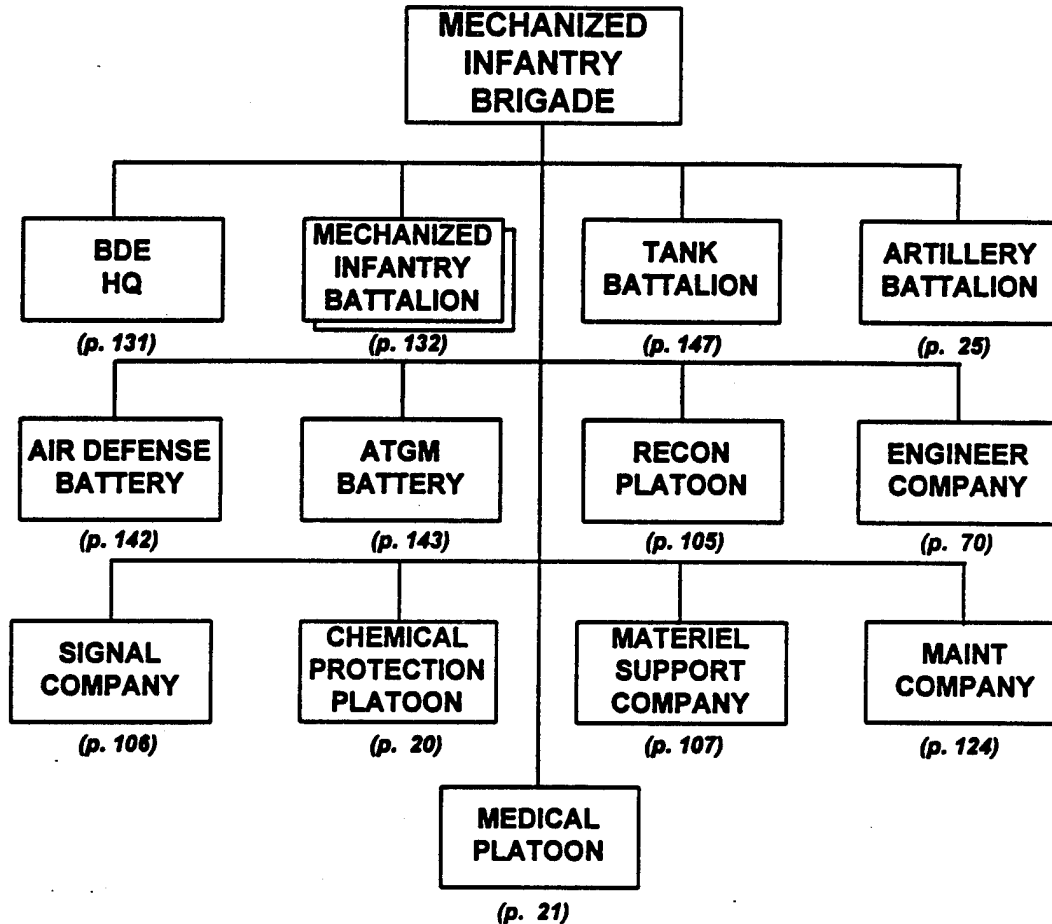 MECHANIZED
INFANTRY
BRIGADE
BDE
HQ
(p. 131)
MECHANIZED
INFANTRY
BATTALION
(p. 132)
TANK
BATTALION
(p. 147)
ARTILLERY
BATTALION
(p. 25)
AIR DEFENSE
BATTERY
(p. 142)
ATGM
BATTERY
(p. 143)
RECON
PLATOON
(p. 105)
ENGINEER
COMPANY
(p. 70)
SIGNAL
COMPANY
(p. 106)
CHEMICAL
PROTECTION
PLATOON
(p. 20)
MATERIEL
SUPPORT
COMPANY
(p. 107)
MAINT
COMPANY
(p. 124)
MEDICAL
PLATOON
(p. 21)